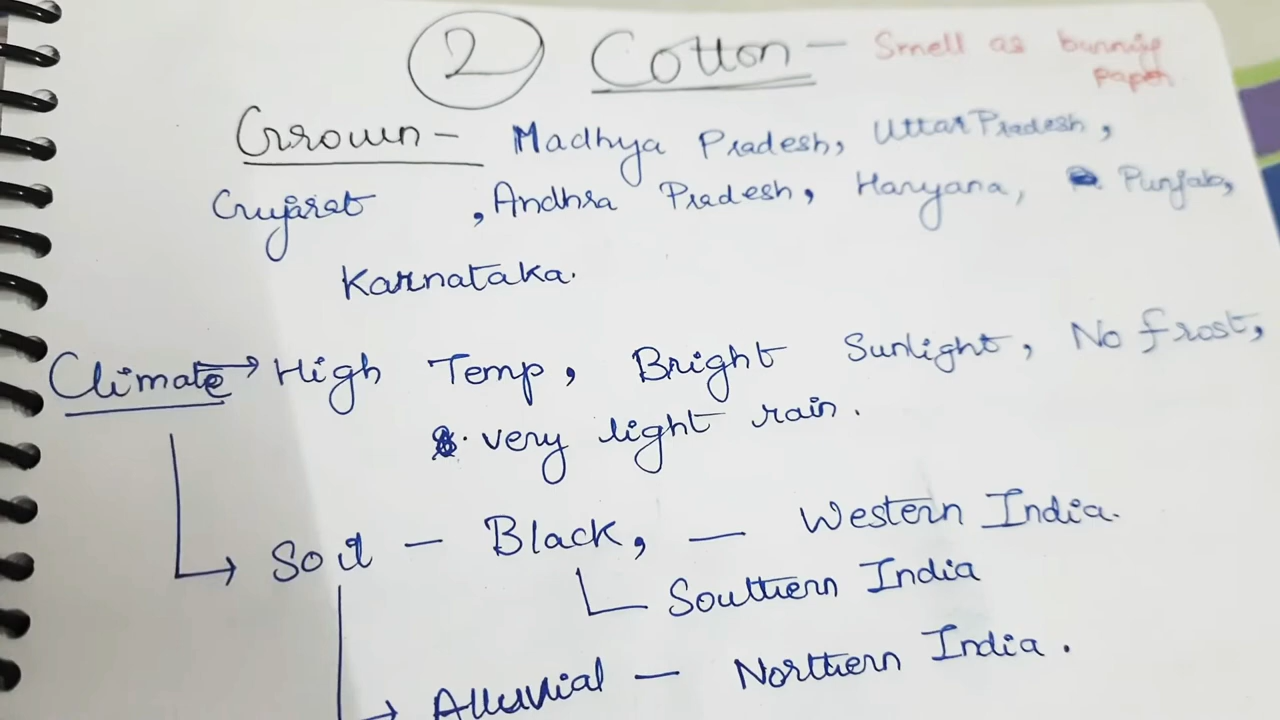 2 Cotton - Smell as burning
paper
Grown - Madhya Pradesh, Uttar Pradesh,
Gujarat , Andhra Pradesh, Haryana, Punjab,
Karnataka.
Climate → High Temp, Bright Sunlight, No frost,
very light rain.
→ Soil - Black, - Western India.
Southern India
→ Alluvial - Northern India.